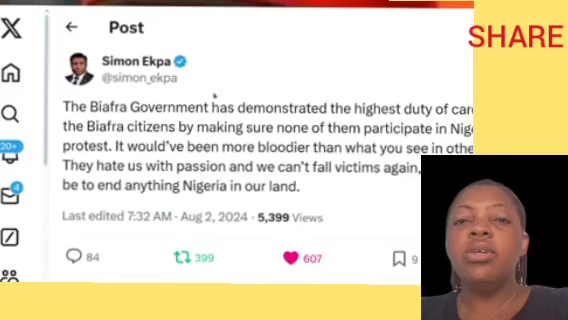 SHARE
Post
Simon Ekpa
@simon_ekpa
The Biafra Government has demonstrated the highest duty of
the Biafra citizens by making sure none of them participate in
protest. It would've been more bloodier than what you see in
They hate us with passion and we can't fall victims again,
be to end anything Nigeria in our land.
Last edited 7:32 AM · Aug 2, 2024 · 5,399 Views
84 399 607 9
20+
4